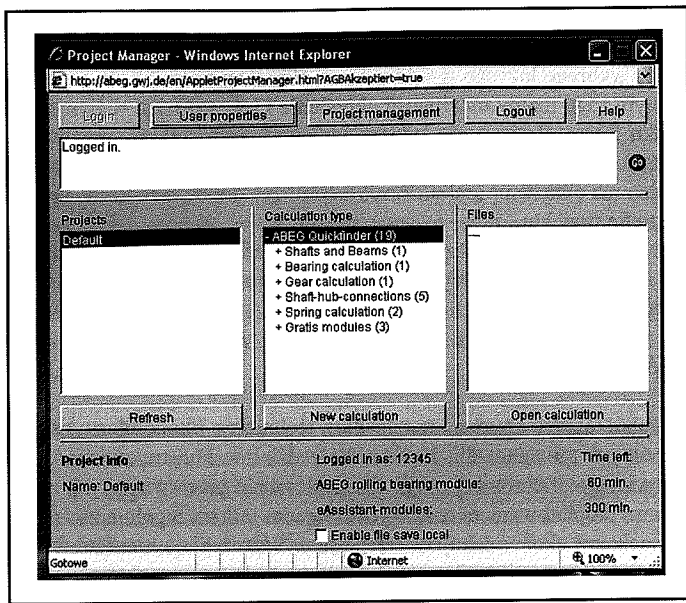 Project Manager - Windows Internet Explorer
http://abeg.gwj.de/en/AppletProjectManager.html?AGBAkzeptiert=true
Login User properties Project management Logout Help
Logged in.
GO
Projects
Default
Refresh
Calculation type
- ABEG Quickfinder (19)
+ Shafts and Beams (1)
+ Bearing calculation (1)
+ Gear calculation (1)
+ Shaft-hub-connections (5)
+ Spring calculation (2)
+ Gratis modules (3)
New calculation
Files
Open calculation
Project info
Name: Default
Logged in as: 12345 Time left:
ABEG rolling bearing module: 60 min.
eAssistant-modules: 300 min.
Enable file save local
Gotowe Internet 100%